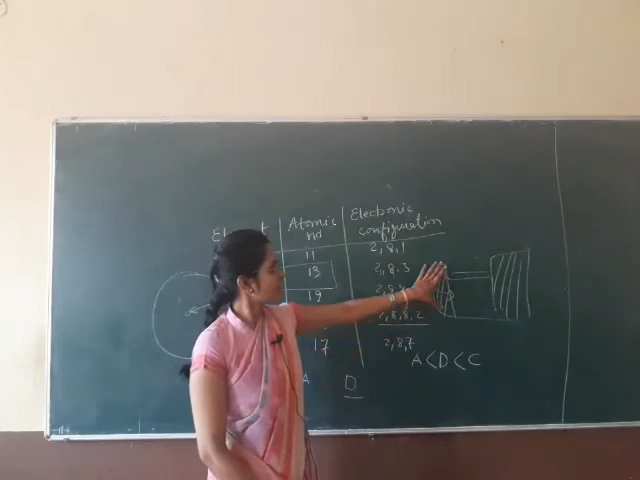 Atomic Electronic
no configuration
11 2,8,1
13 2,8,3
19
2,8,8,2
17 2,8,7
A<D<C
A D